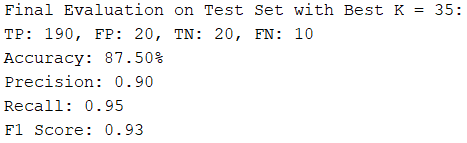 Final Evaluation on Test Set with Best K = 35:
TP: 190, FP: 20, TN: 20, FN: 10
Accuracy: 87.50%
Precision: 0.90
Recall: 0.95
F1 Score: 0.93